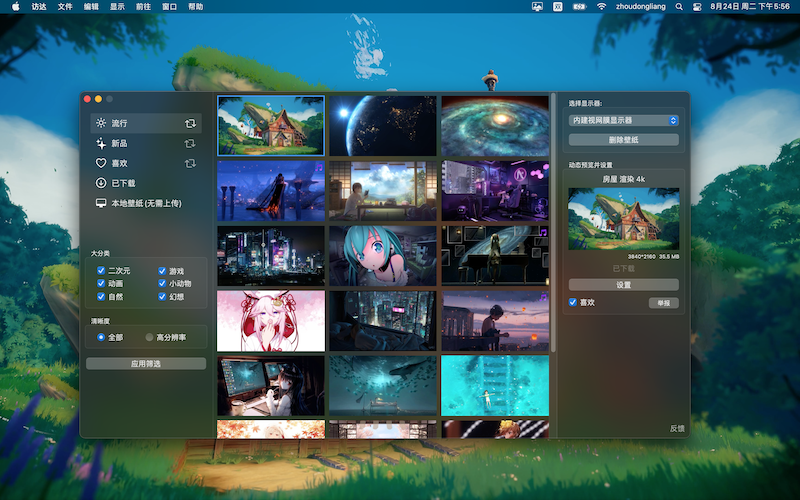 访达 文件 编辑 显示 前往 窗口 帮助
zhoudongliang 8月24日 周二 下午5:56
流行
新品
喜欢
已下载
本地壁纸 (无需上传)
大分类
二次元 游戏
动画 小动物
自然 幻想
清晰度
全部 高分辨率
应用筛选
选择显示器:
内建视网膜显示器
删除壁纸
动态预览并设置
房屋 渲染 4k
3840*2160 35.5 MB
已下载
设置
喜欢 举报
反馈